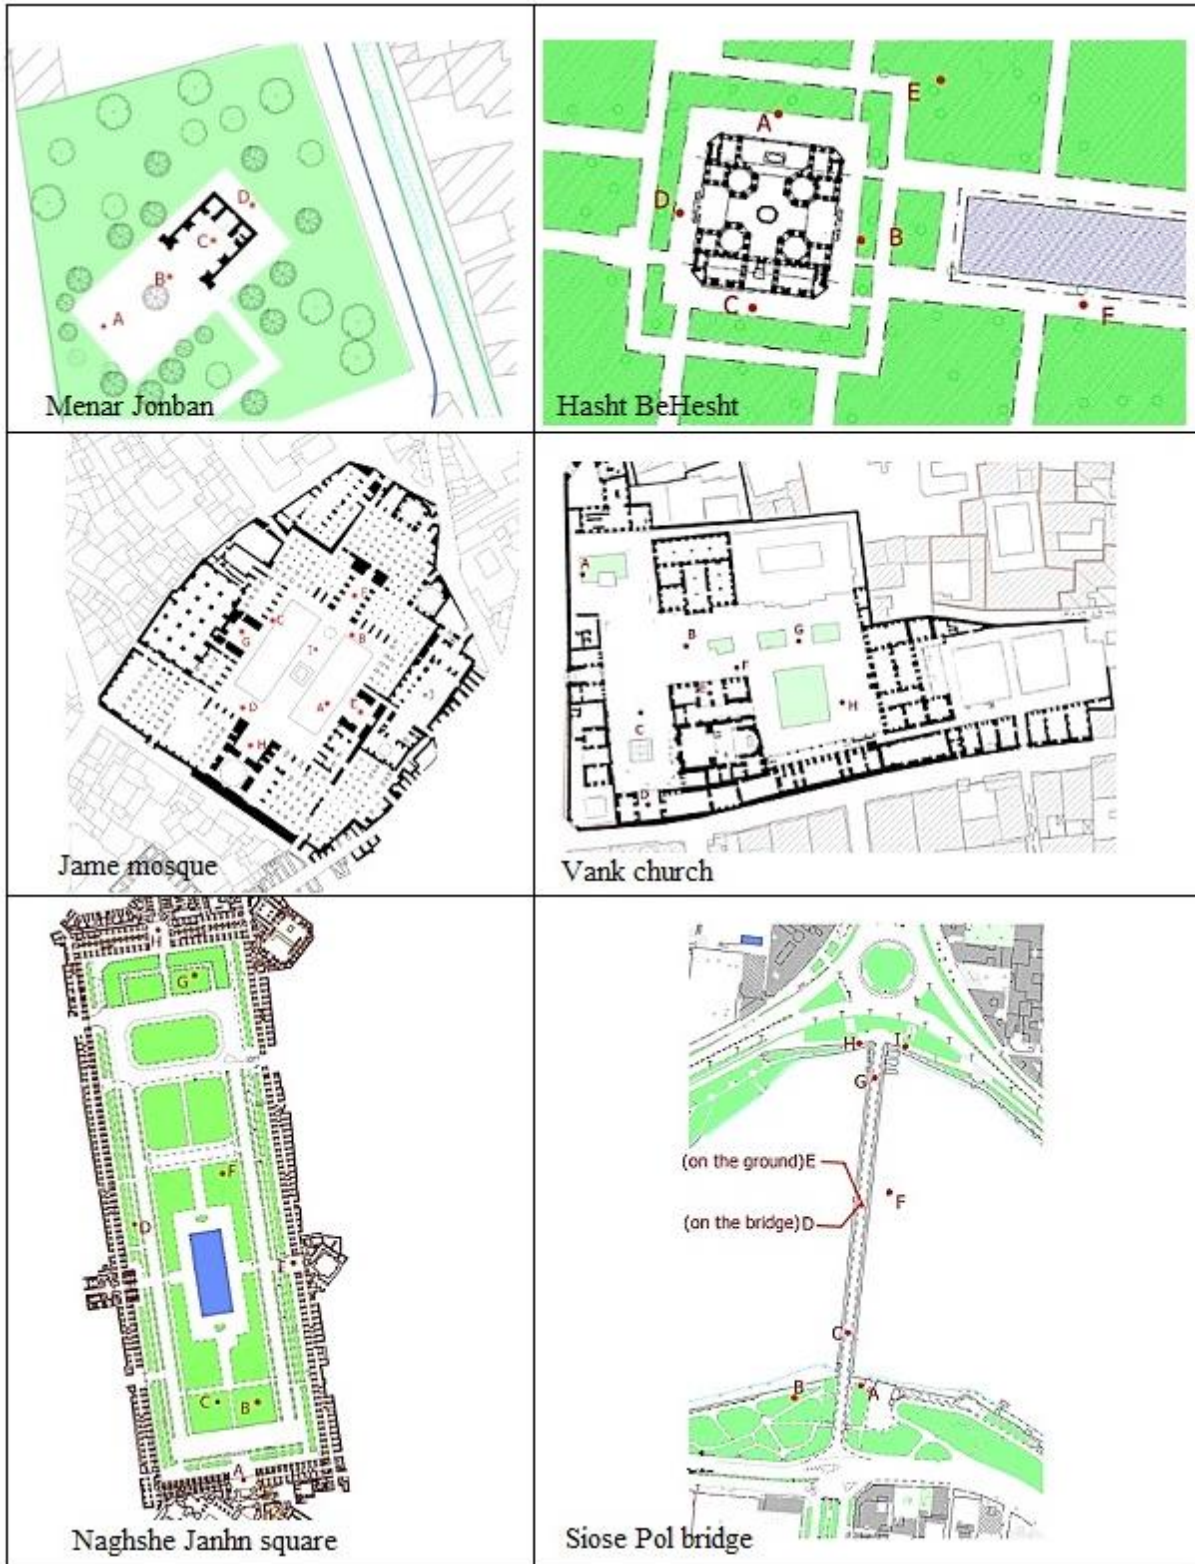 D
C
B
A
Menar Jonban
E
A
D
B
C
F
Hasht BeHesht
C
B
G
D
A
E
H
Jame mosque
A
B
G
F
E
H
C
D
Vank church
H
G
F
D
E
C
B
A
Naghshe Janhn square
H
I
G
(on the ground)E
F
(on the bridge)D
C
B
A
Siose Pol bridge